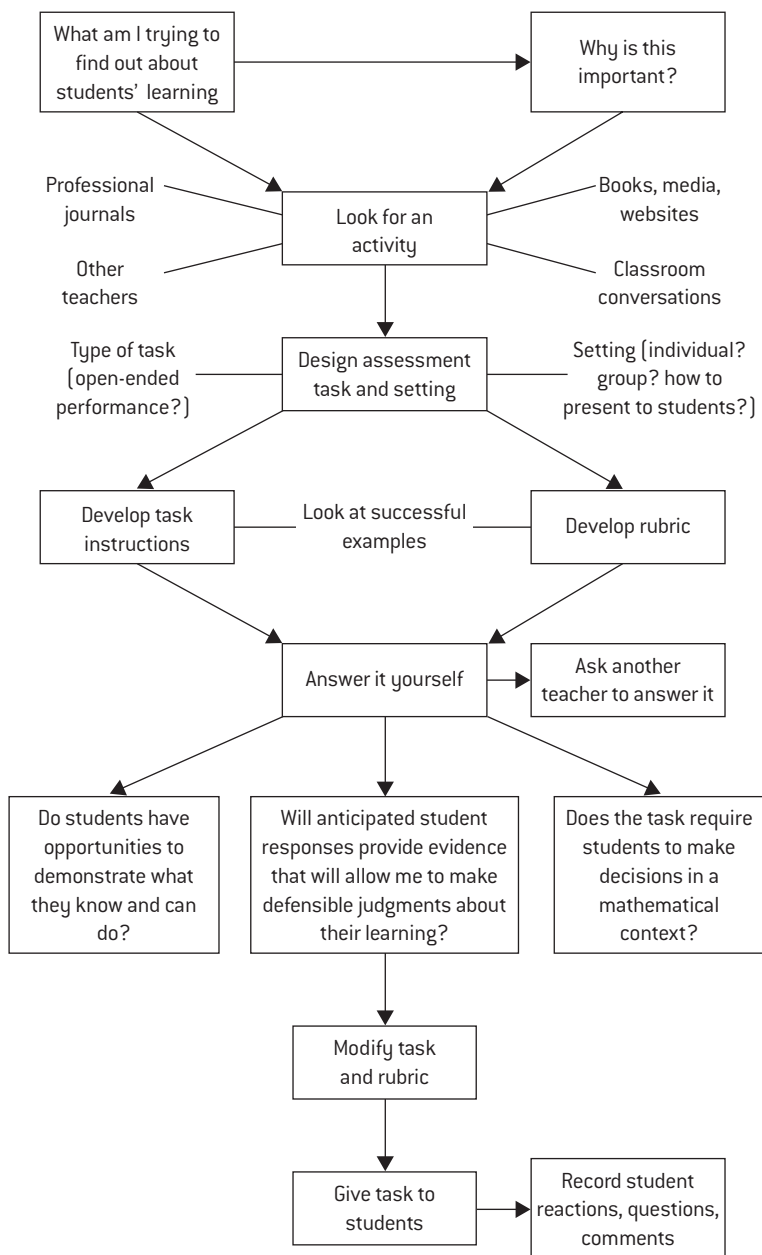 What am I trying to
find out about
students’ learning
Why is this
important?
Professional
journals
Look for an
activity
Books, media,
websites
Other
teachers
Classroom
conversations
Type of task
(open-ended
performance?)
Design assessment
task and setting
Setting (individual?
group? how to
present to students?)
Develop task
instructions
Look at successful
examples
Develop rubric
Answer it yourself
Ask another
teacher to answer it
Do students have
opportunities to
demonstrate what
they know and can
do?
Will anticipated student
responses provide evidence
that will allow me to make
defensible judgments about
their learning?
Does the task require
students to make
decisions in a
mathematical
context?
Modify task
and rubric
Give task to
students
Record student
reactions, questions,
comments